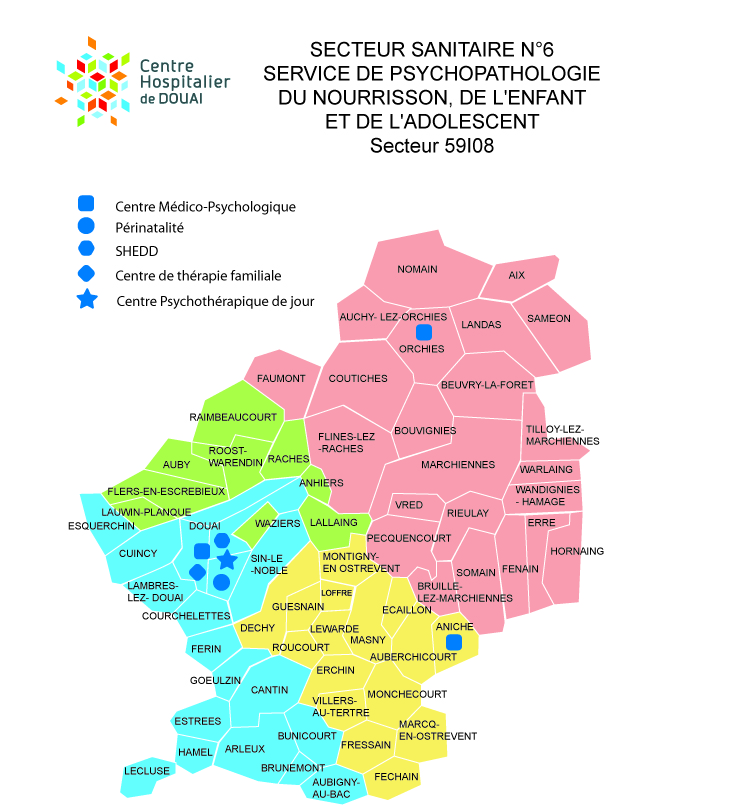 Centre
Hospitalier
de DOUAI
SECTEUR SANITAIRE N°6
SERVICE DE PSYCHOPATHOLOGIE
DU NOURRISSON, DE L'ENFANT
ET DE L'ADOLESCENT
Secteur 59I08
Centre Médico-Psychologique
Périnatalité
SHEDD
Centre de thérapie familiale
Centre Psychothérapique de jour
NOMAIN
AIX
AUCHY- LEZ-ORCHIES
LANDAS
SAMEON
ORCHIES
FAUMONT
COUTICHES
BEUVRY-LA-FORET
RAIMBEAUCOURT
BOUVIGNIES
TILLOY-LEZ-
MARCHIENNES
FLINES-LEZ
-RACHES
ROOST-
WARENDIN
RACHES
AUBY
MARCHIENNES
WARLAING
ANHIERS
FLERS-EN-ESCREBIEUX
WANDIGNIES
- HAMAGE
VRED
RIEULAY
LAUWIN-PLANQUE
ESQUERCHIN
DOUAI
WAZIERS
LALLAING
ERRE
PECQUENCOURT
CUINCY
SIN-LE
-NOBLE
MONTIGNY-
EN OSTREVENT
HORNAING
SOMAIN
FENAIN
LAMBRES-
LEZ- DOUAI
LOFFRE
BRUILLE-
LEZ-MARCHIENNES
GUESNAIN
ECAILLON
COURCHELETTES
DECHY
LEWARDE
MASNY
ANICHE
FERIN
ROUCOURT
AUBERCHICOURT
ERCHIN
GOEULZIN
CANTIN
MONCHECOURT
VILLERS-
AU-TERTRE
ESTREES
MARCQ-
EN-OSTREVENT
BUNICOURT
FRESSAIN
HAMEL
ARLEUX
LECLUSE
BRUNEMONT
FECHAIN
AUBIGNY-
AU-BAC